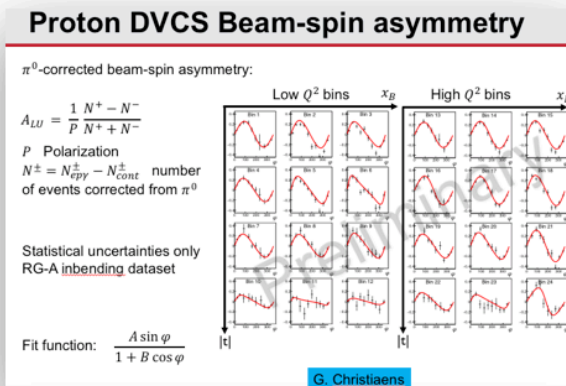 Proton DVCS Beam-spin asymmetry
π⁰-corrected beam-spin asymmetry:
Low Q² bins x_B High Q² bins
A_LU = 1/P (N⁺ − N⁻)/(N⁺ + N⁻)
P Polarization
N^± = N^±_epγ − N^±_cont number
of events corrected from π⁰
Statistical uncertainties only
RG-A inbending dataset
Fit function: A sin φ / (1 + B cos φ)
|t| |t|
Preliminary
G. Christiaens